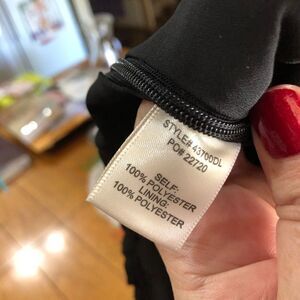 STYLE# 43700DL
PO# 22720
SELF:
100% POLYESTER
LINING:
100% POLYESTER